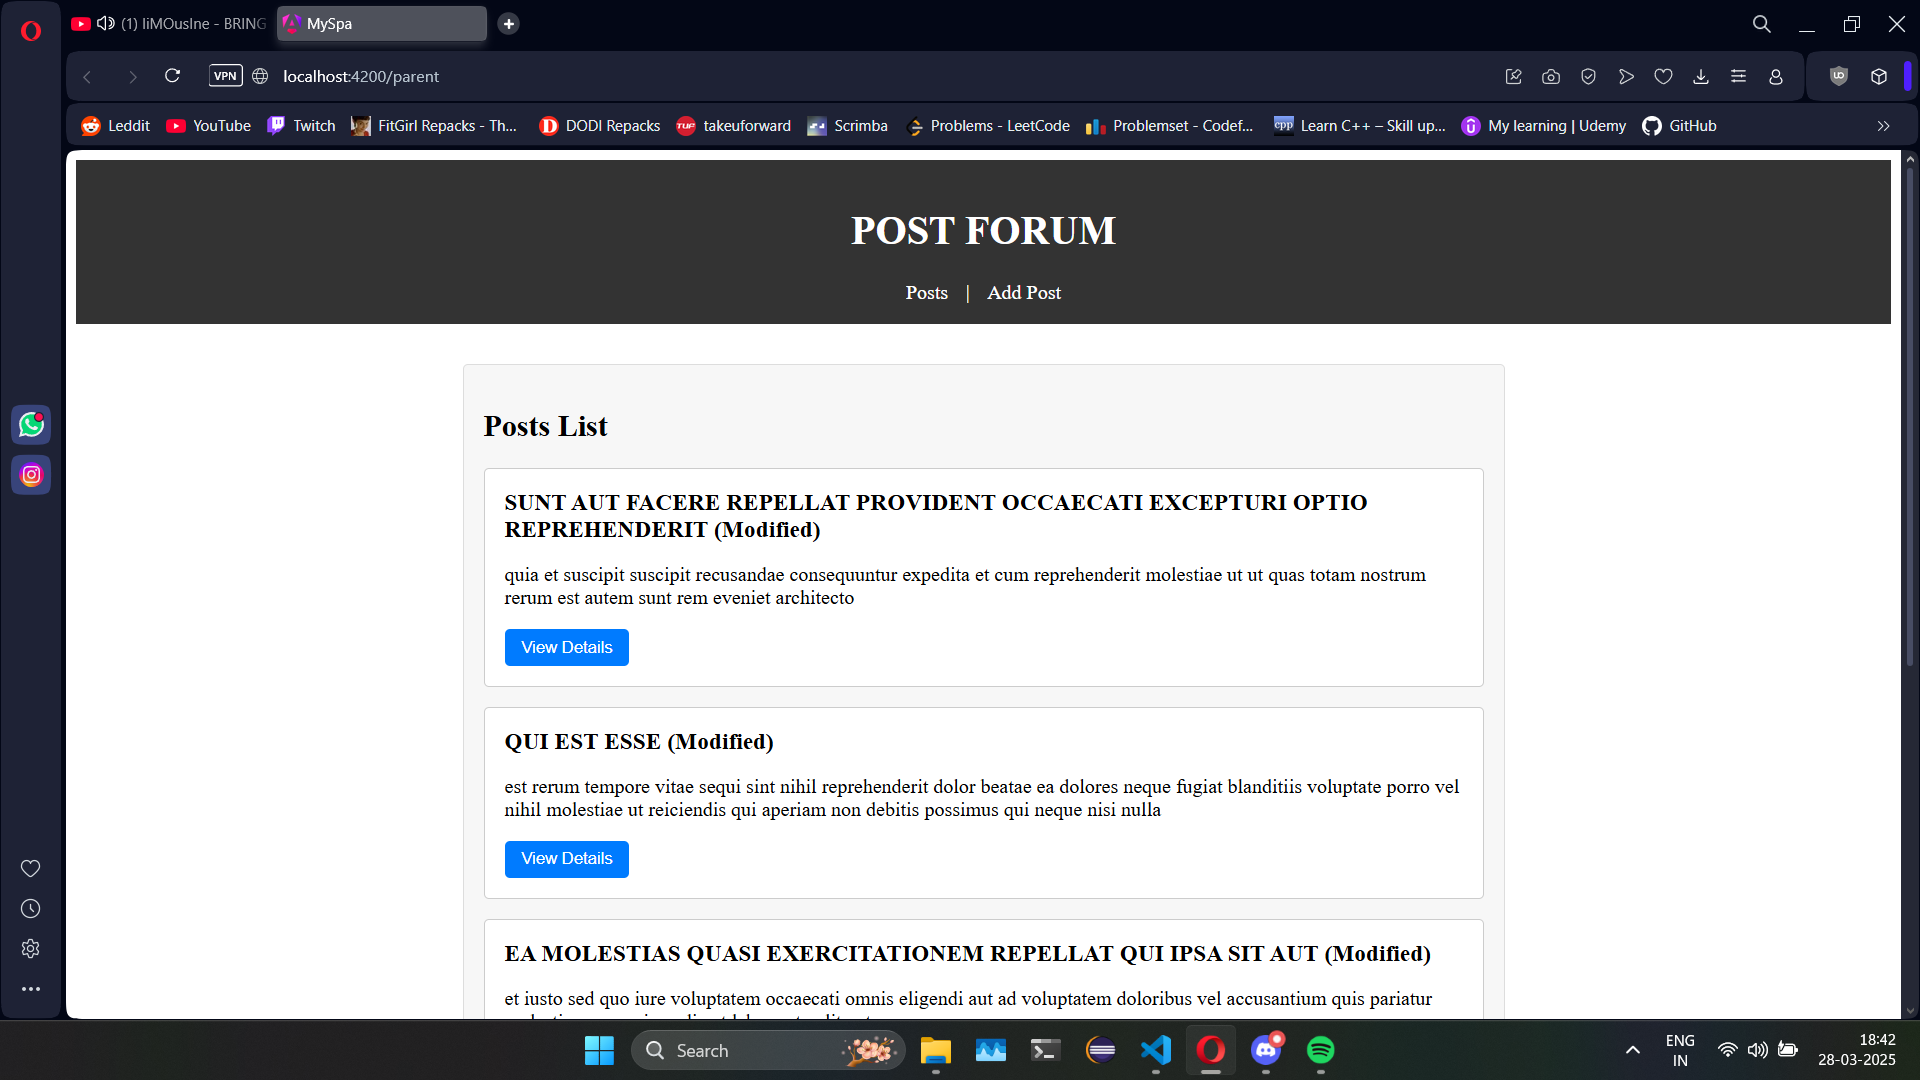 (1) liMOusIne - BRING
MySpa
VPN
localhost:4200/parent
Leddit
YouTube
Twitch
FitGirl Repacks - Th...
DODI Repacks
TUF takeuforward
Scrimba
Problems - LeetCode
Problemset - Codef...
cpp Learn C++ – Skill up...
My learning | Udemy
GitHub
POST FORUM
Posts | Add Post
Posts List
SUNT AUT FACERE REPELLAT PROVIDENT OCCAECATI EXCEPTURI OPTIO
REPREHENDERIT (Modified)
quia et suscipit suscipit recusandae consequuntur expedita et cum reprehenderit molestiae ut ut quas totam nostrum
rerum est autem sunt rem eveniet architecto
View Details
QUI EST ESSE (Modified)
est rerum tempore vitae sequi sint nihil reprehenderit dolor beatae ea dolores neque fugiat blanditiis voluptate porro vel
nihil molestiae ut reiciendis qui aperiam non debitis possimus qui neque nisi nulla
View Details
EA MOLESTIAS QUASI EXERCITATIONEM REPELLAT QUI IPSA SIT AUT (Modified)
et iusto sed quo iure voluptatem occaecati omnis eligendi aut ad voluptatem doloribus vel accusantium quis pariatur
Search
ENG
IN
18:42
28-03-2025